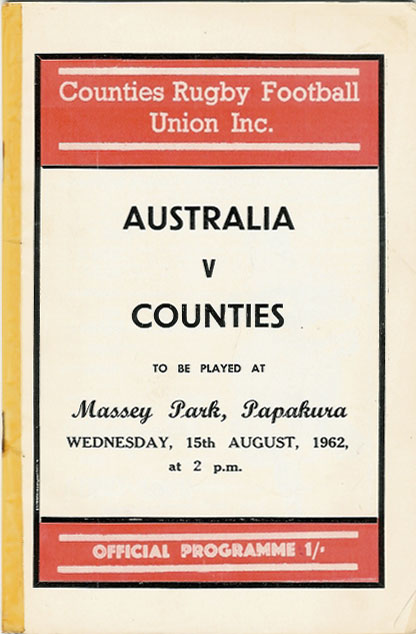 Counties Rugby Football
Union Inc.
AUSTRALIA
V
COUNTIES
TO BE PLAYED AT
Massey Park, Papakura
WEDNESDAY, 15th AUGUST, 1962,
at 2 p.m.
OFFICIAL PROGRAMME 1/-